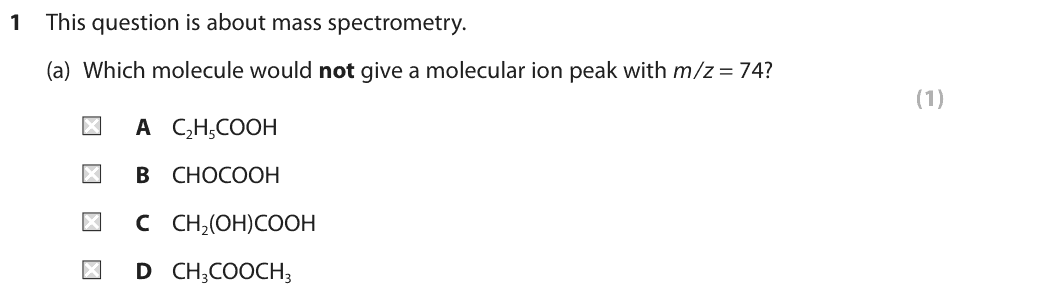 1 This question is about mass spectrometry.
(a) Which molecule would not give a molecular ion peak with m/z = 74?
(1)
A C₂H₅COOH
B CHOCOOH
C CH₂(OH)COOH
D CH₃COOCH₃